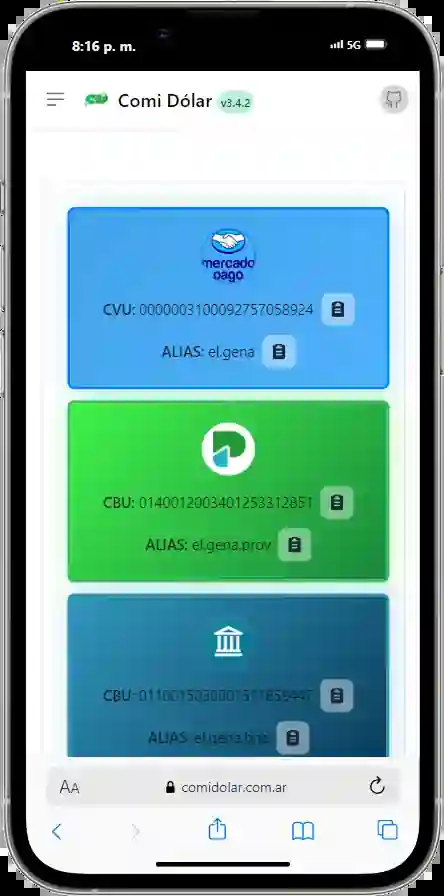 8:16 p. m.
5G
Comi Dólar v3.4.2
mercado
pago
CVU: 0000003100092757058924
ALIAS: el.gena
CBU: 0140012003401253312851
ALIAS: el.gena.prov
CBU:
ALIAS: el.gena.bna
AA
comidolar.com.ar